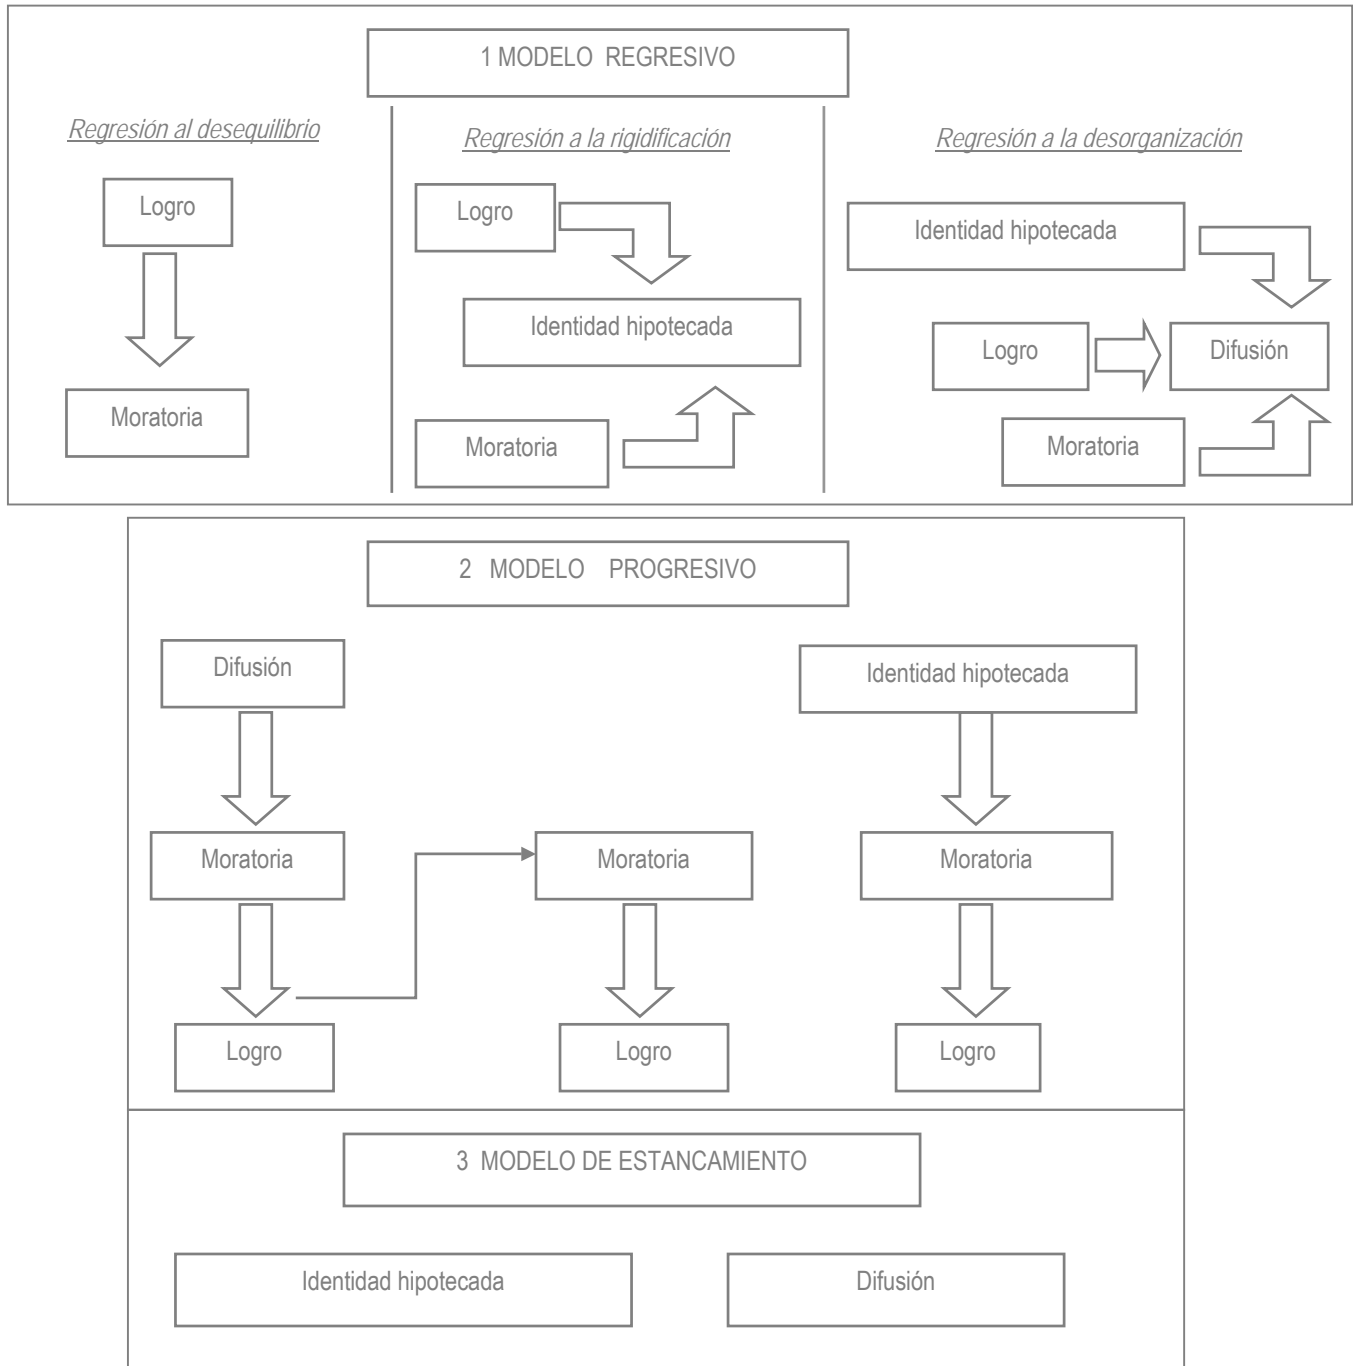 1 MODELO REGRESIVO
Regresión al desequilibrio
Regresión a la rigidificación
Regresión a la desorganización
Logro
Moratoria
Logro
Identidad hipotecada
Moratoria
Identidad hipotecada
Logro
Difusión
Moratoria
2 MODELO PROGRESIVO
Difusión
Identidad hipotecada
Moratoria
Moratoria
Moratoria
Logro
Logro
Logro
3 MODELO DE ESTANCAMIENTO
Identidad hipotecada
Difusión